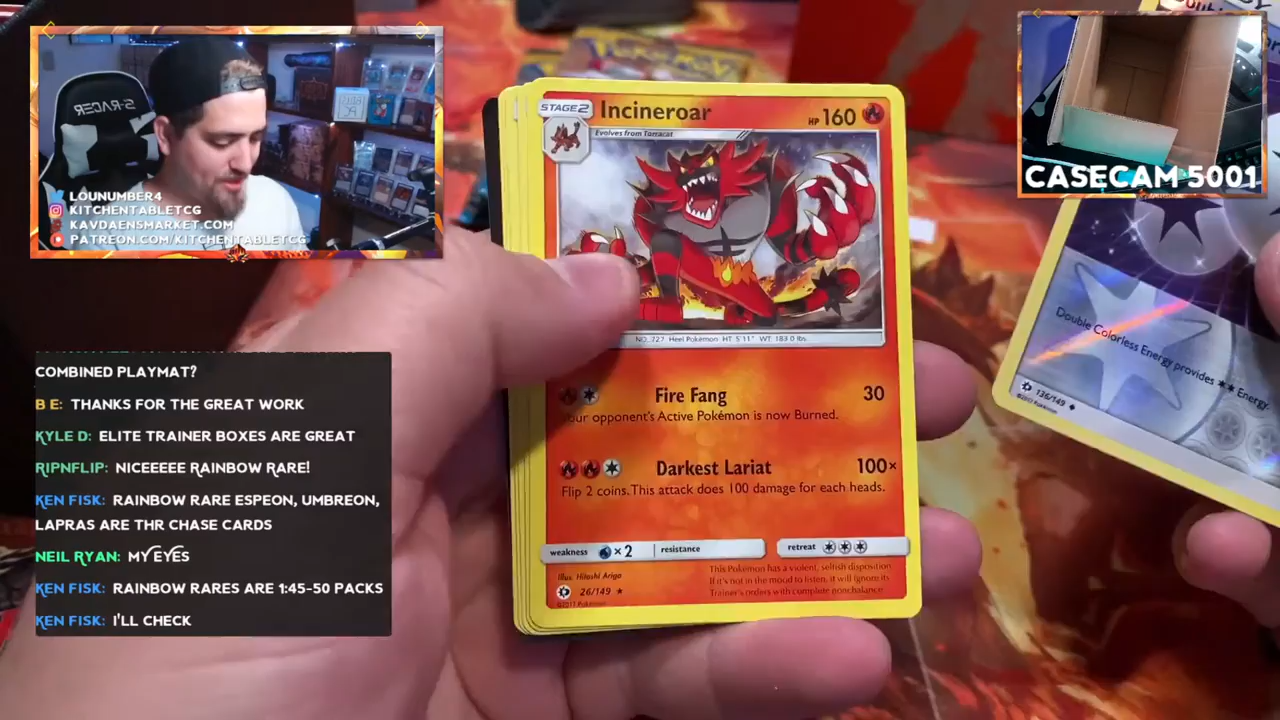 S-RACER
LOUNUMBER4
KITCHENTABLETCG
KAVDAENSMARKET.COM
PATREON.COM/KITCHENTABLETCG
CASECAM 5001
COMBINED PLAYMAT?
B E: THANKS FOR THE GREAT WORK
KYLE D: ELITE TRAINER BOXES ARE GREAT
RIPNFLIP: NICEEEEE RAINBOW RARE!
KEN FISK: RAINBOW RARE ESPEON, UMBREON,
LAPRAS ARE THR CHASE CARDS
NEIL RYAN: MY EYES
KEN FISK: RAINBOW RARES ARE 1:45-50 PACKS
KEN FISK: I'LL CHECK
STAGE 2 Incineroar HP 160
Evolves from Torracat
NO. 727 Heel Pokémon HT: 5'11" WT: 183.0 lbs.
Fire Fang 30
Your opponent's Active Pokémon is now Burned.
Darkest Lariat 100×
Flip 2 coins. This attack does 100 damage for each heads.
weakness ×2 resistance retreat
Illus. Hitoshi Ariga
26/149
©2017 Pokémon
This Pokémon has a violent, selfish disposition.
If it's not in the mood to listen, it will ignore its
Trainer's orders with complete nonchalance.
Double Colorless Energy provides Energy.
136/149
©2017 Pokémon